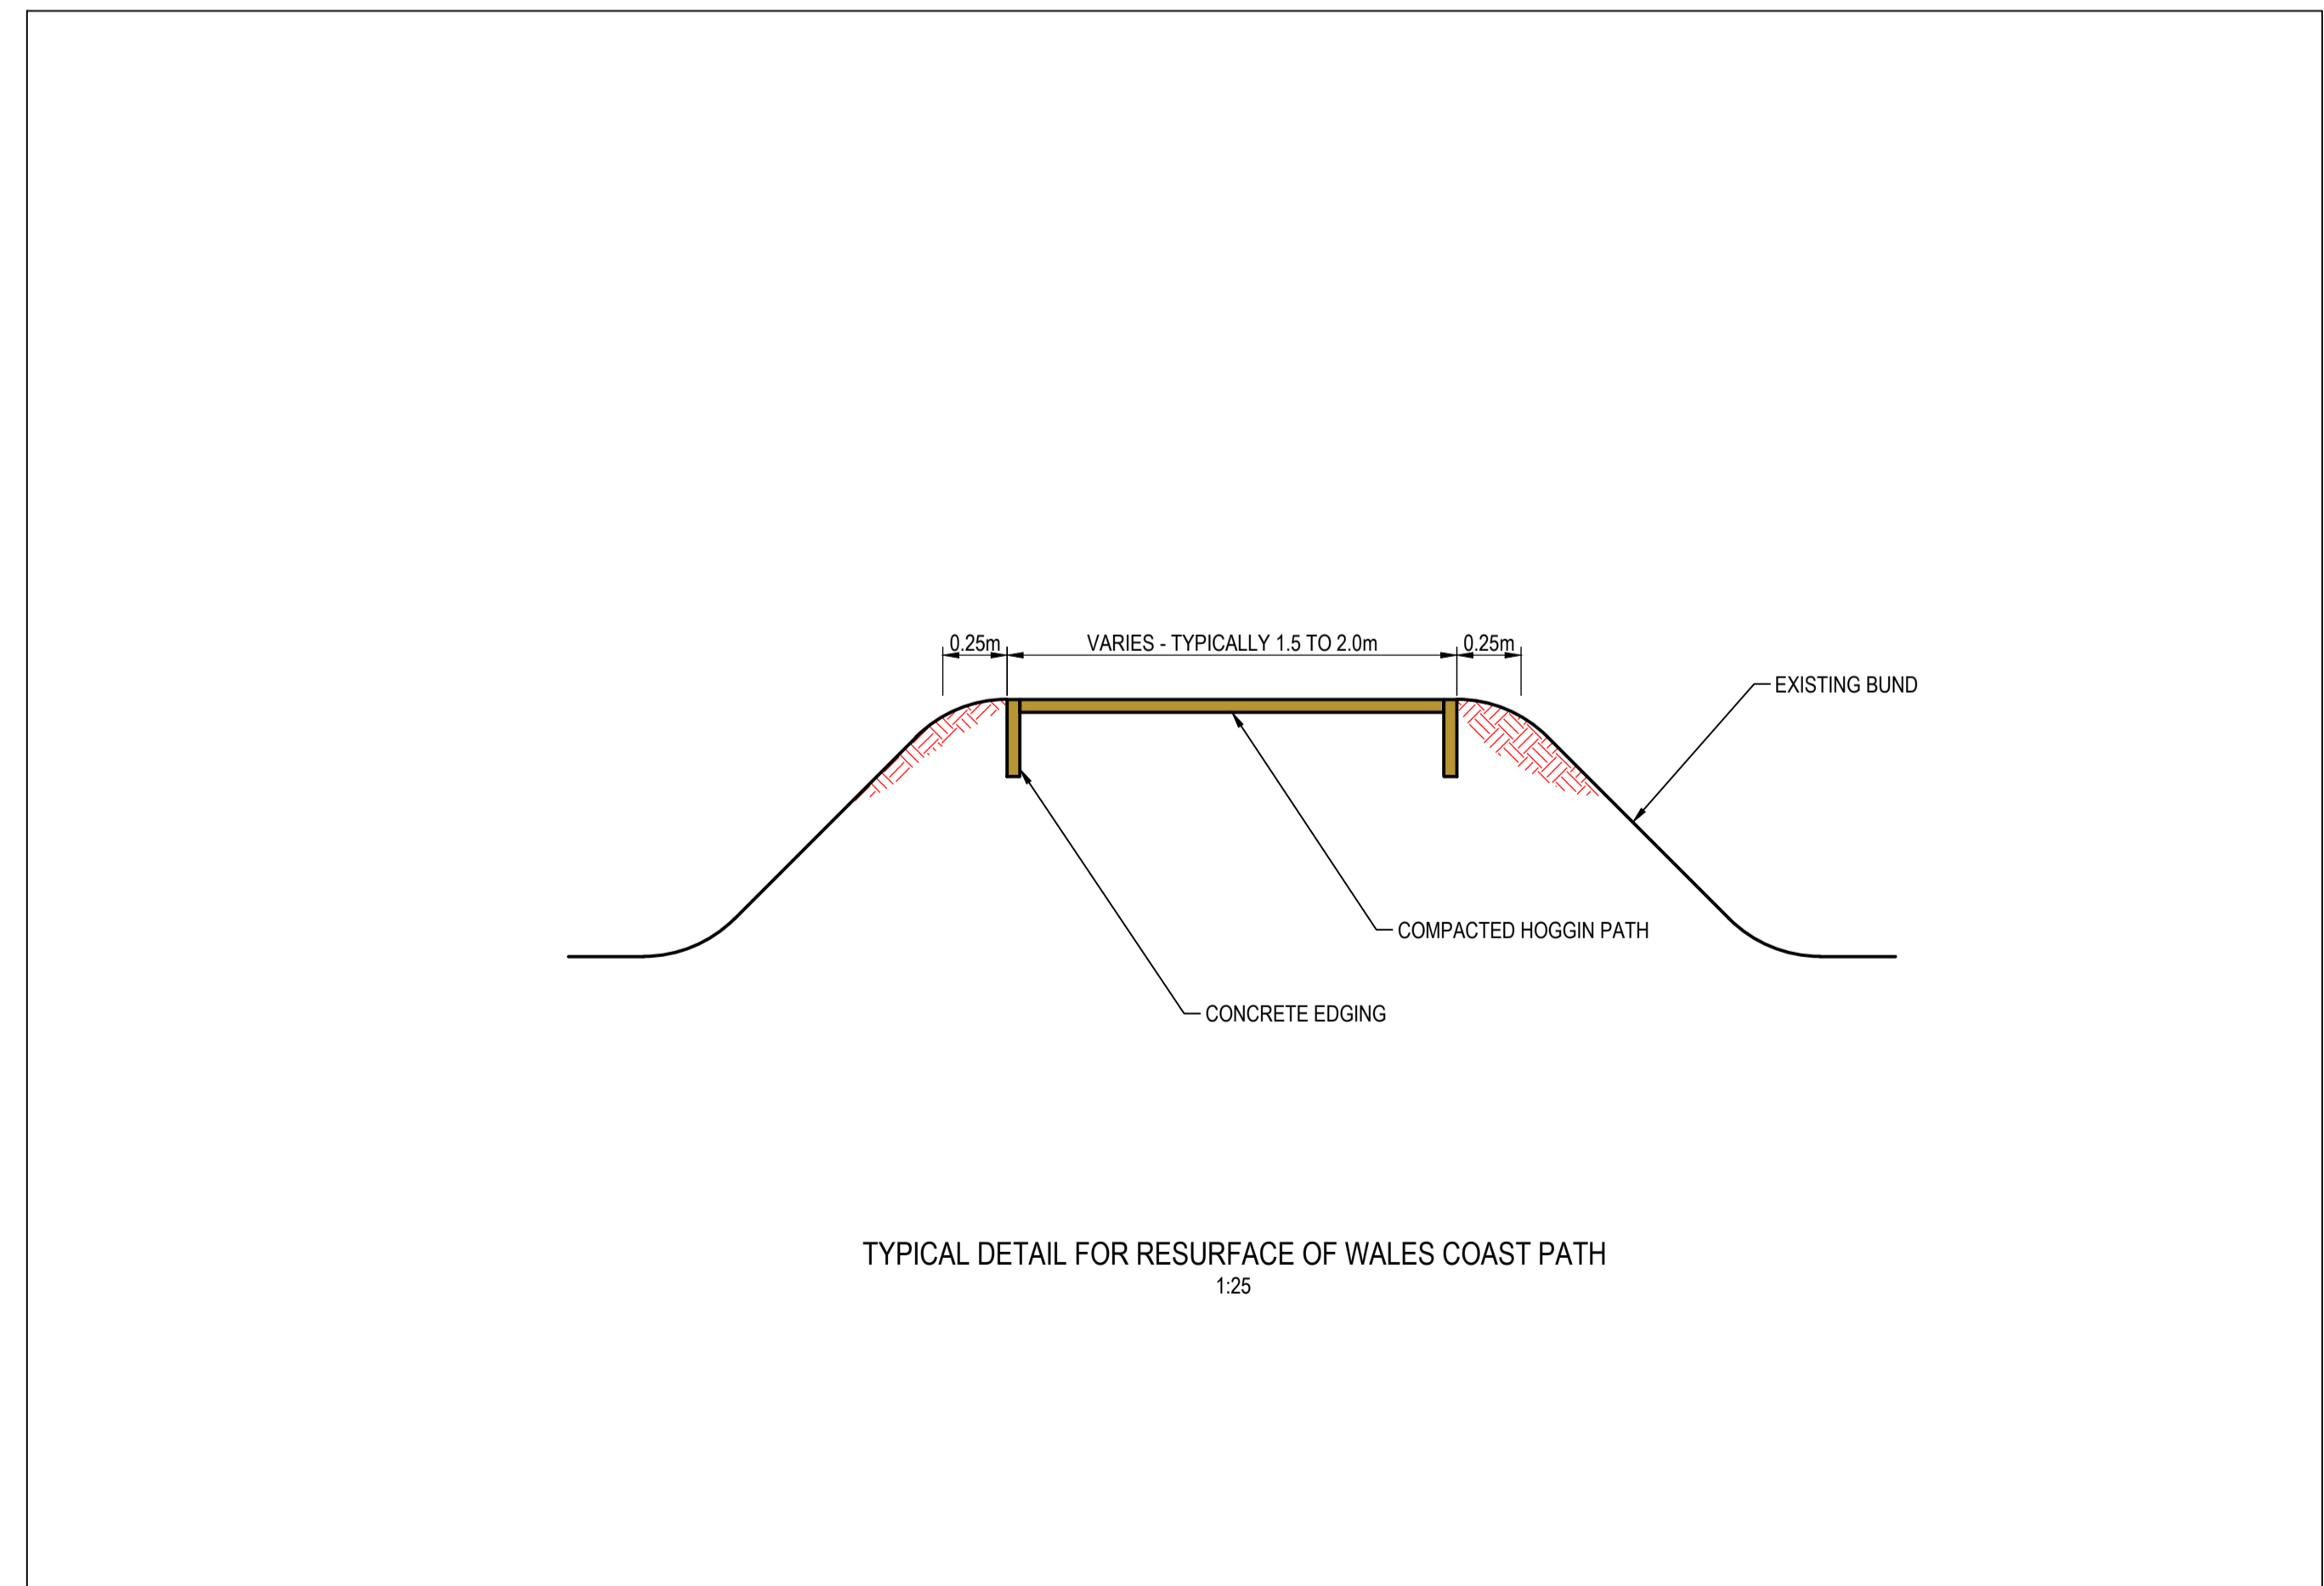 0.25m
VARIES - TYPICALLY 1.5 TO 2.0m
0.25m
EXISTING BUND
COMPACTED HOGGIN PATH
CONCRETE EDGING
TYPICAL DETAIL FOR RESURFACE OF WALES COAST PATH
1:25